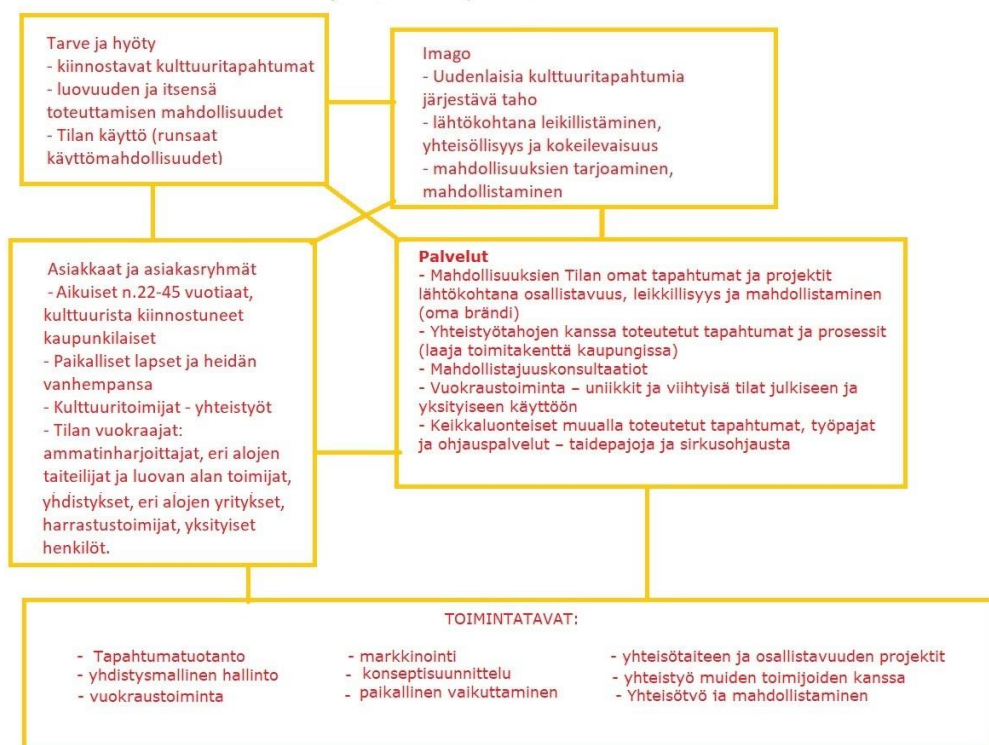 Tarve ja hyöty
- kiinnostavat kulttuuritapahtumat
- luovuuden ja itsensä
toteuttamisen mahdollisuudet
- Tilan käyttö (runsaat
käyttömahdollisuudet)
Imago
- Uudenlaisia kulttuuritapahtumia
järjestävä taho
- lähtökohtana leikillistäminen,
yhteisöllisyys ja kokeilevaisuus
- mahdollisuuksien tarjoaminen,
mahdollistaminen
Asiakkaat ja asiakasryhmät
- Aikuiset n.22-45 vuotiaat,
kulttuurista kiinnostuneet
kaupunkilaiset
- Paikalliset lapset ja heidän
vanhempansa
- Kulttuuritoimijat - yhteistyöt
- Tilan vuokraajat:
ammatinharjoittajat, eri alojen
taiteilijat ja luovan alan toimijat,
yhdistykset, eri alojen yritykset,
harrastustoimijat, yksityiset
henkilöt.
Palvelut
- Mahdollisuuksien Tilan omat tapahtumat ja projektit
lähtökohtana osallistavuus, leikkillisyys ja mahdollistaminen
(oma brändi)
- Yhteistyötahojen kanssa toteutetut tapahtumat ja prosessit
(laaja toimitakenttä kaupungissa)
- Mahdollistajuuskonsultaatiot
- Vuokraustoiminta – uniikkit ja viihtyisä tilat julkiseen ja
yksityiseen käyttöön
- Keikkaluonteiset muualla toteutetut tapahtumat, työpajat
ja ohjauspalvelut – taidepajoja ja sirkusohjausta
TOIMINTATAVAT:
- Tapahtumatuotanto
- yhdistysmallinen hallinto
- vuokraustoiminta
- markkinointi
- konseptisuunnittelu
- paikallinen vaikuttaminen
- yhteisötaiteen ja osallistavuuden projektit
- yhteistyö muiden toimijoiden kanssa
- Yhteisötyö ja mahdollistaminen